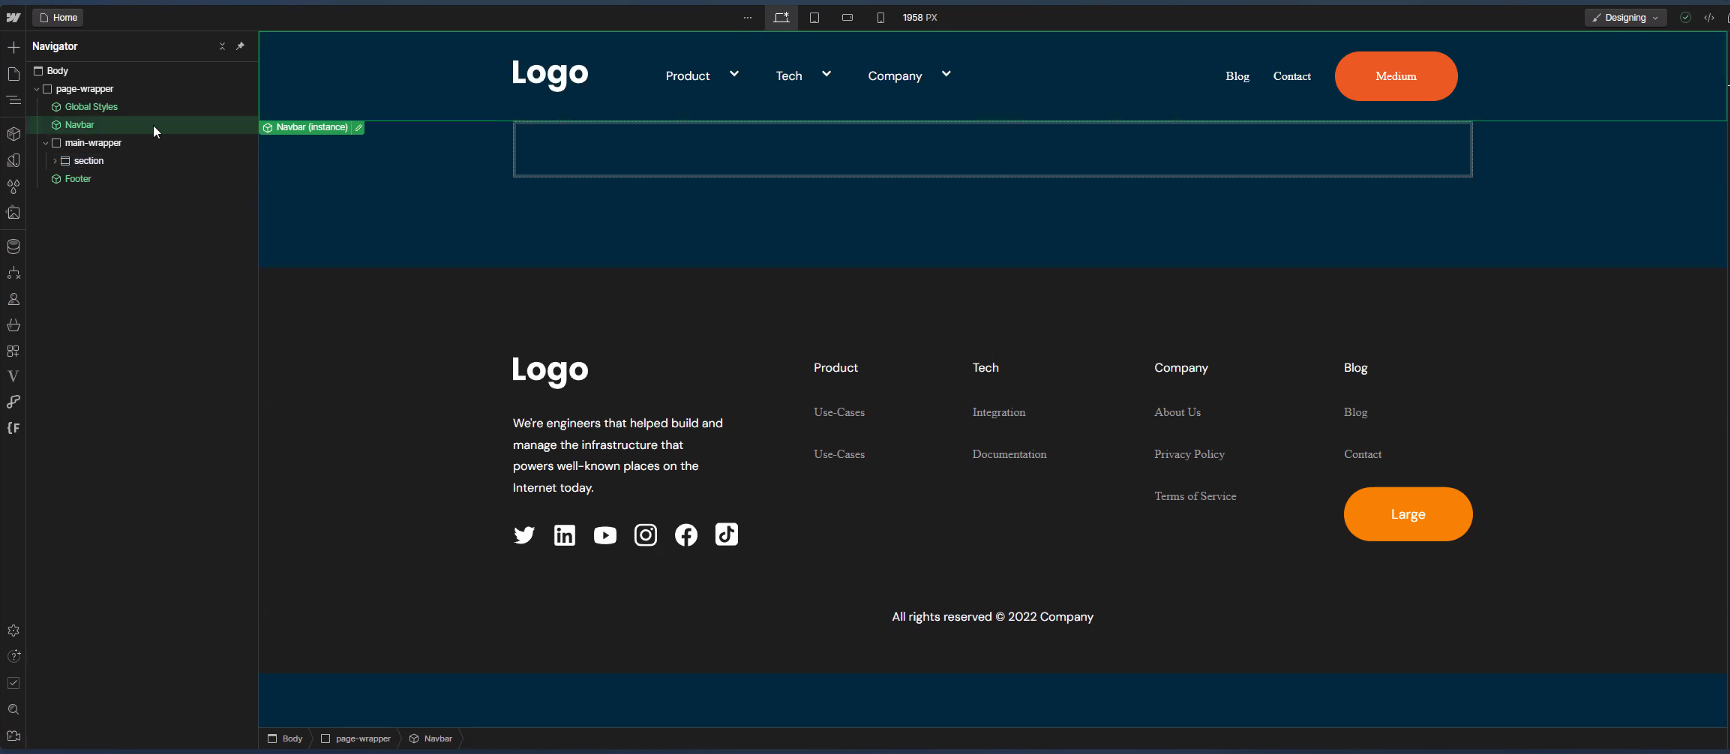 Home
1958 PX
Designing
Navigator
Body
page-wrapper
Global Styles
Navbar
main-wrapper
section
Footer
Logo
Product
Tech
Company
Blog
Contact
Medium
Navbar (instance)
Logo
We're engineers that helped build and
manage the infrastructure that
powers well-known places on the
Internet today.
Product
Use-Cases
Use-Cases
Tech
Integration
Documentation
Company
About Us
Privacy Policy
Terms of Service
Blog
Blog
Contact
Large
All rights reserved © 2022 Company
Body
page-wrapper
Navbar